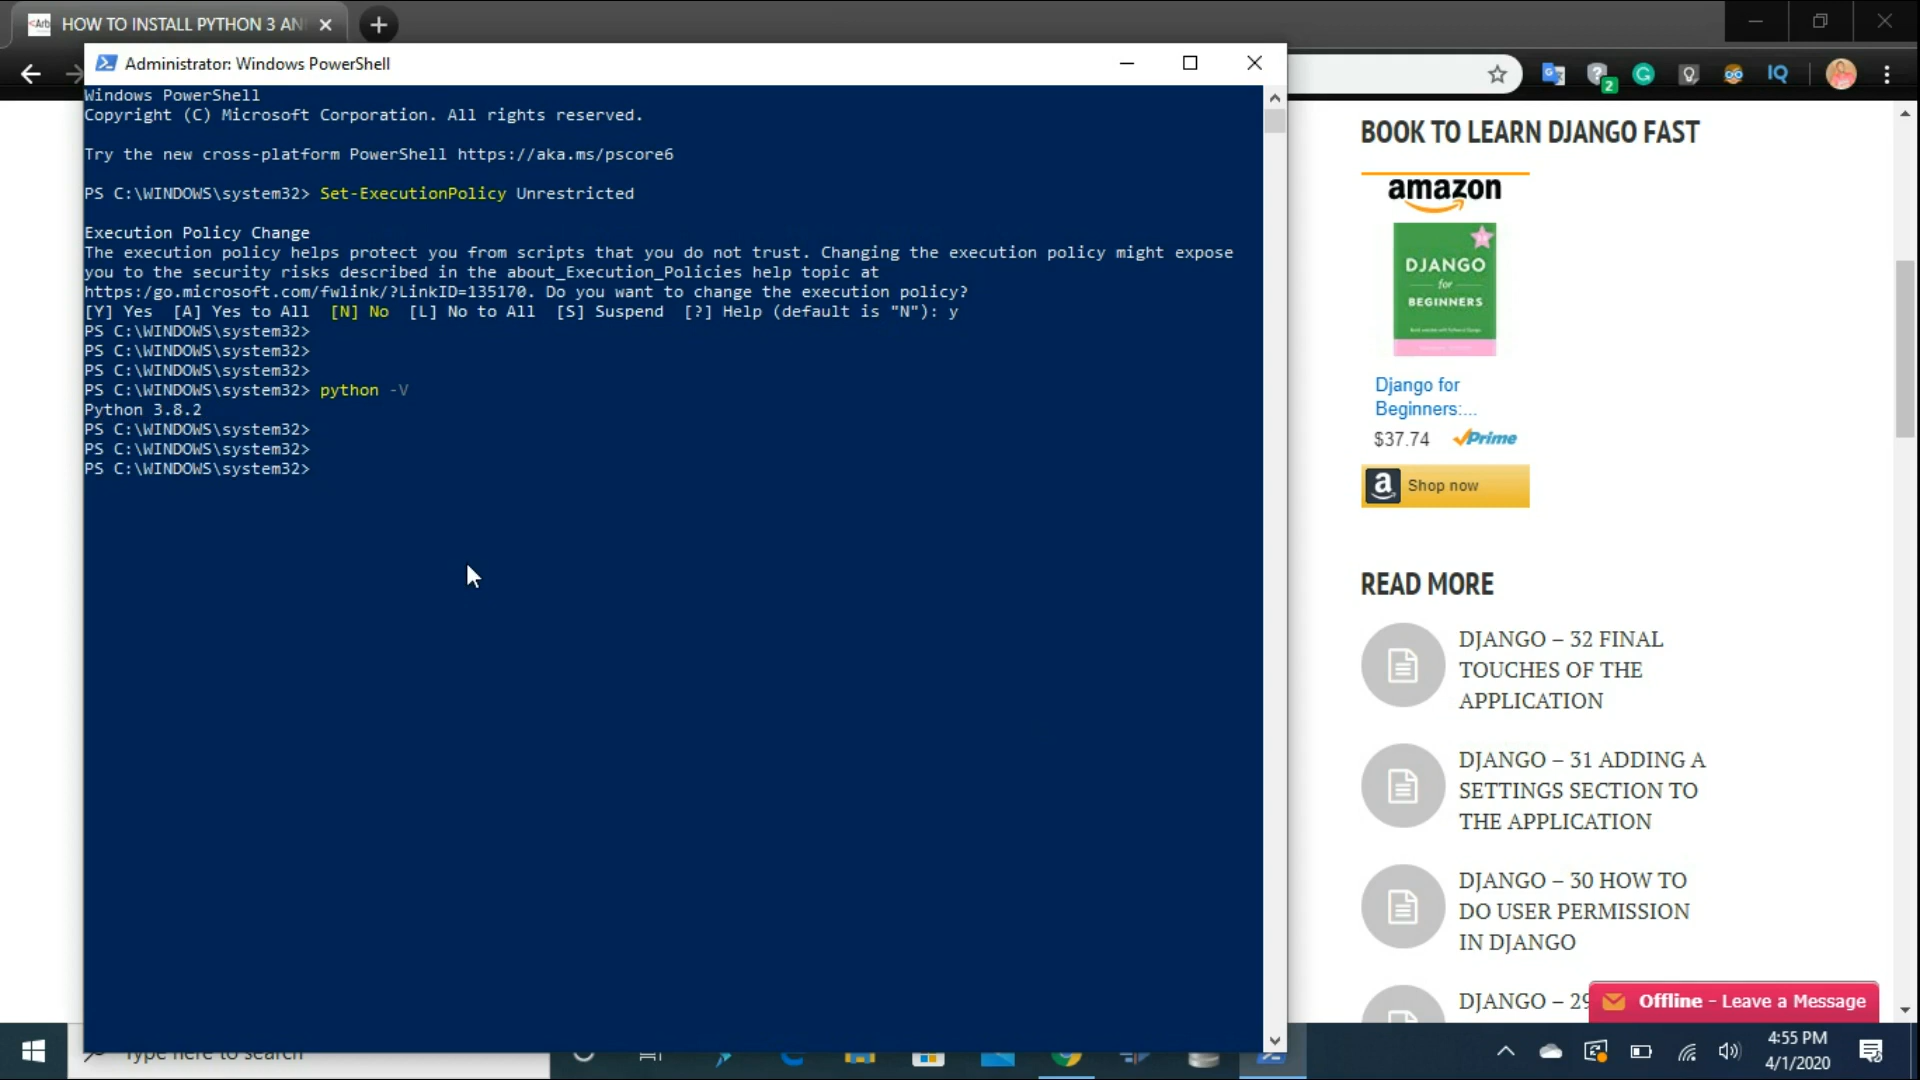 HOW TO INSTALL PYTHON 3 AN
Administrator: Windows PowerShell
Windows PowerShell
Copyright (C) Microsoft Corporation. All rights reserved.
Try the new cross-platform PowerShell https://aka.ms/pscore6
PS C:\WINDOWS\system32> Set-ExecutionPolicy Unrestricted
Execution Policy Change
The execution policy helps protect you from scripts that you do not trust. Changing the execution policy might expose
you to the security risks described in the about_Execution_Policies help topic at
https:/go.microsoft.com/fwlink/?LinkID=135170. Do you want to change the execution policy?
[Y] Yes  [A] Yes to All  [N] No  [L] No to All  [S] Suspend  [?] Help (default is "N"): y
PS C:\WINDOWS\system32>
PS C:\WINDOWS\system32>
PS C:\WINDOWS\system32>
PS C:\WINDOWS\system32> python -V
Python 3.8.2
PS C:\WINDOWS\system32>
PS C:\WINDOWS\system32>
PS C:\WINDOWS\system32>
2
IQ
BOOK TO LEARN DJANGO FAST
amazon
DJANGO
for
BEGINNERS
Django for
Beginners:...
$37.74 Prime
a Shop now
READ MORE
DJANGO – 32 FINAL
TOUCHES OF THE
APPLICATION
DJANGO – 31 ADDING A
SETTINGS SECTION TO
THE APPLICATION
DJANGO – 30 HOW TO
DO USER PERMISSION
IN DJANGO
DJANGO – 29
Offline - Leave a Message
Type here to search
4:55 PM
4/1/2020